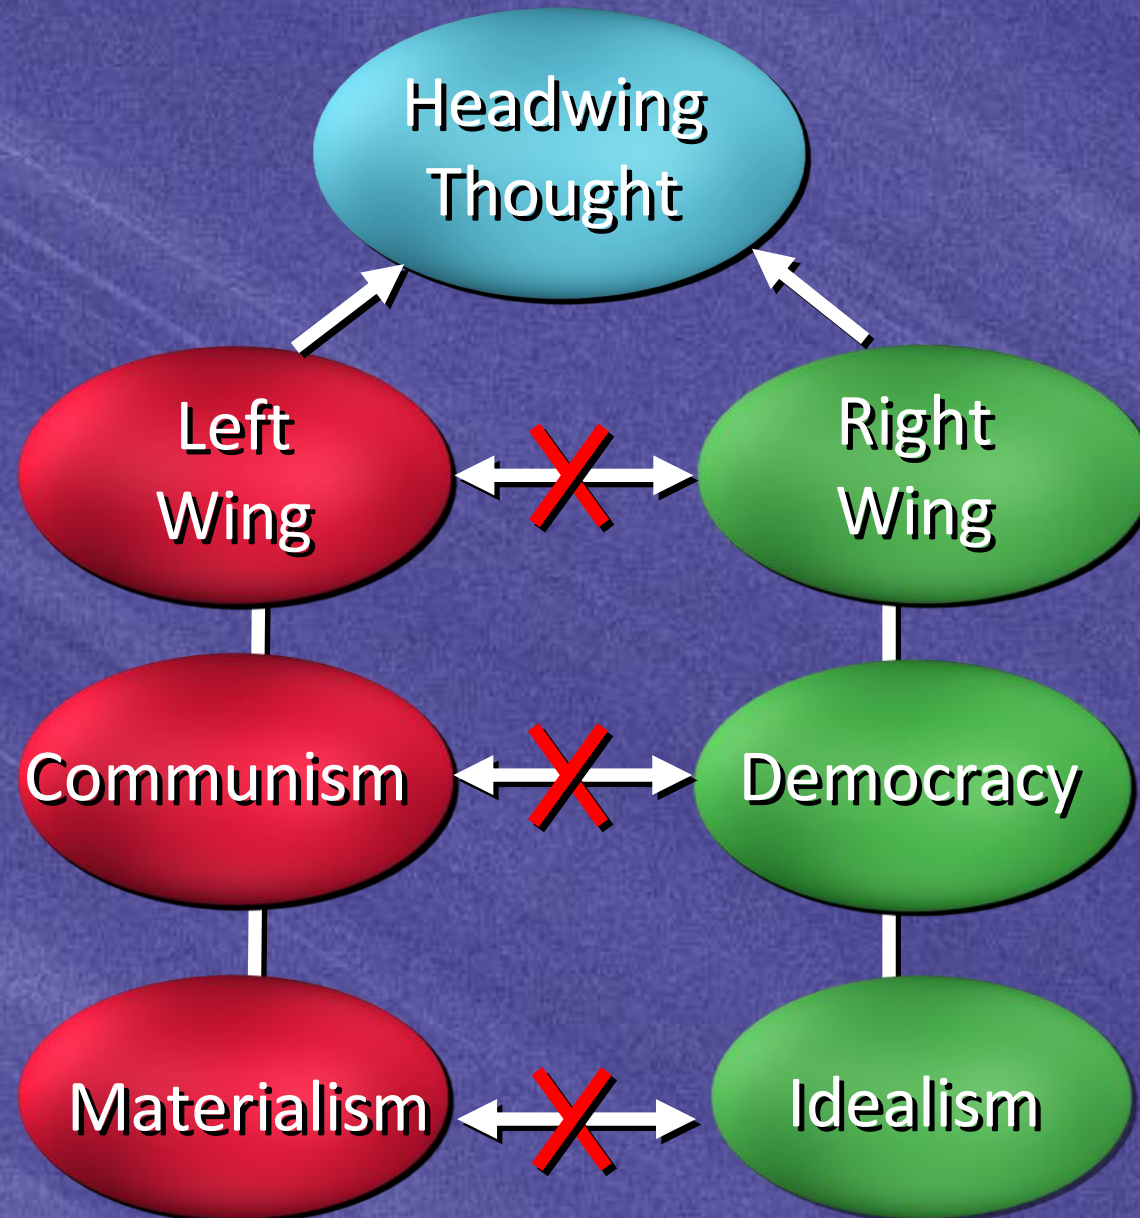 Headwing
Thought
Left
Wing
Right
Wing
Communism
Democracy
Materialism
Idealism